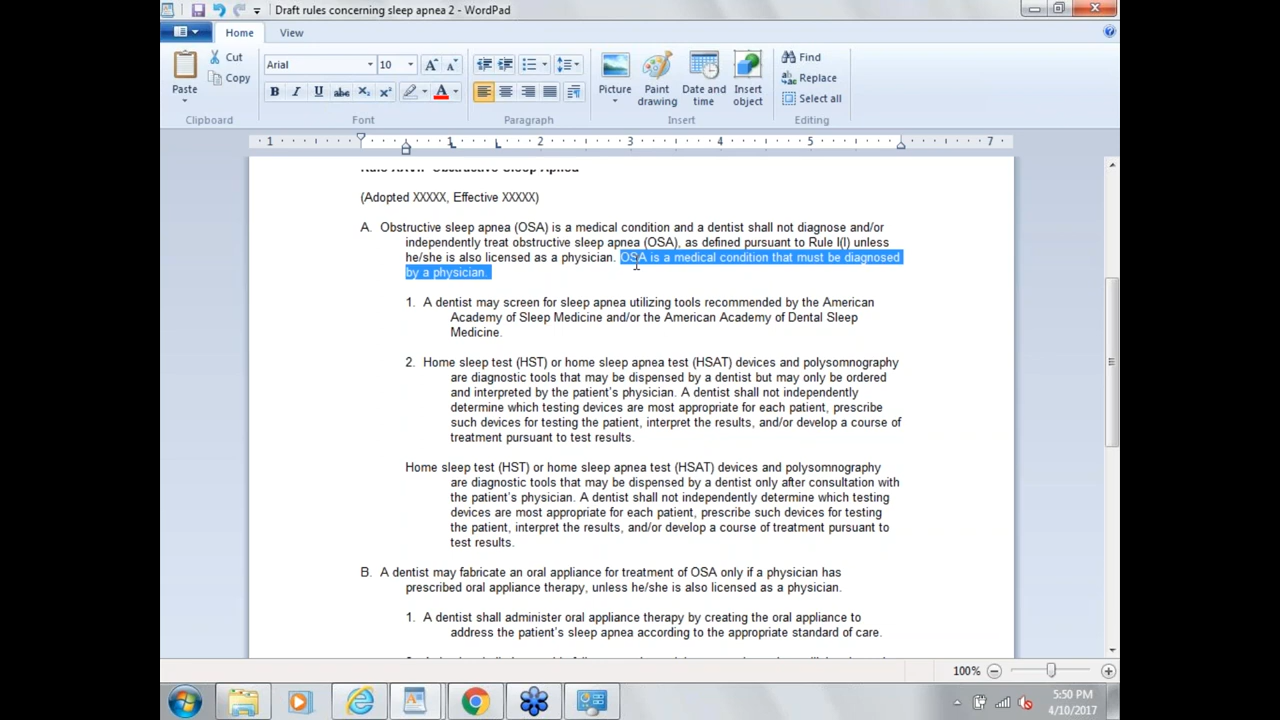 Draft rules concerning sleep apnea 2 - WordPad
Home View
Cut
Copy
Paste
Clipboard
Arial 10
Font
Paragraph
Picture
Paint drawing
Date and time
Insert object
Insert
Find
Replace
Select all
Editing
1 1 2 3 4 5 7
Rule XXVI. Obstructive Sleep Apnea
(Adopted XXXXX, Effective XXXXX)
A. Obstructive sleep apnea (OSA) is a medical condition and a dentist shall not diagnose and/or
independently treat obstructive sleep apnea (OSA), as defined pursuant to Rule I(I) unless
he/she is also licensed as a physician. OSA is a medical condition that must be diagnosed
by a physician.
1. A dentist may screen for sleep apnea utilizing tools recommended by the American
Academy of Sleep Medicine and/or the American Academy of Dental Sleep
Medicine.
2. Home sleep test (HST) or home sleep apnea test (HSAT) devices and polysomnography
are diagnostic tools that may be dispensed by a dentist but may only be ordered
and interpreted by the patient's physician. A dentist shall not independently
determine which testing devices are most appropriate for each patient, prescribe
such devices for testing the patient, interpret the results, and/or develop a course of
treatment pursuant to test results.
Home sleep test (HST) or home sleep apnea test (HSAT) devices and polysomnography
are diagnostic tools that may be dispensed by a dentist only after consultation with
the patient's physician. A dentist shall not independently determine which testing
devices are most appropriate for each patient, prescribe such devices for testing
the patient, interpret the results, and/or develop a course of treatment pursuant to
test results.
B. A dentist may fabricate an oral appliance for treatment of OSA only if a physician has
prescribed oral appliance therapy, unless he/she is also licensed as a physician.
1. A dentist shall administer oral appliance therapy by creating the oral appliance to
address the patient's sleep apnea according to the appropriate standard of care.
100%
5:50 PM
4/10/2017